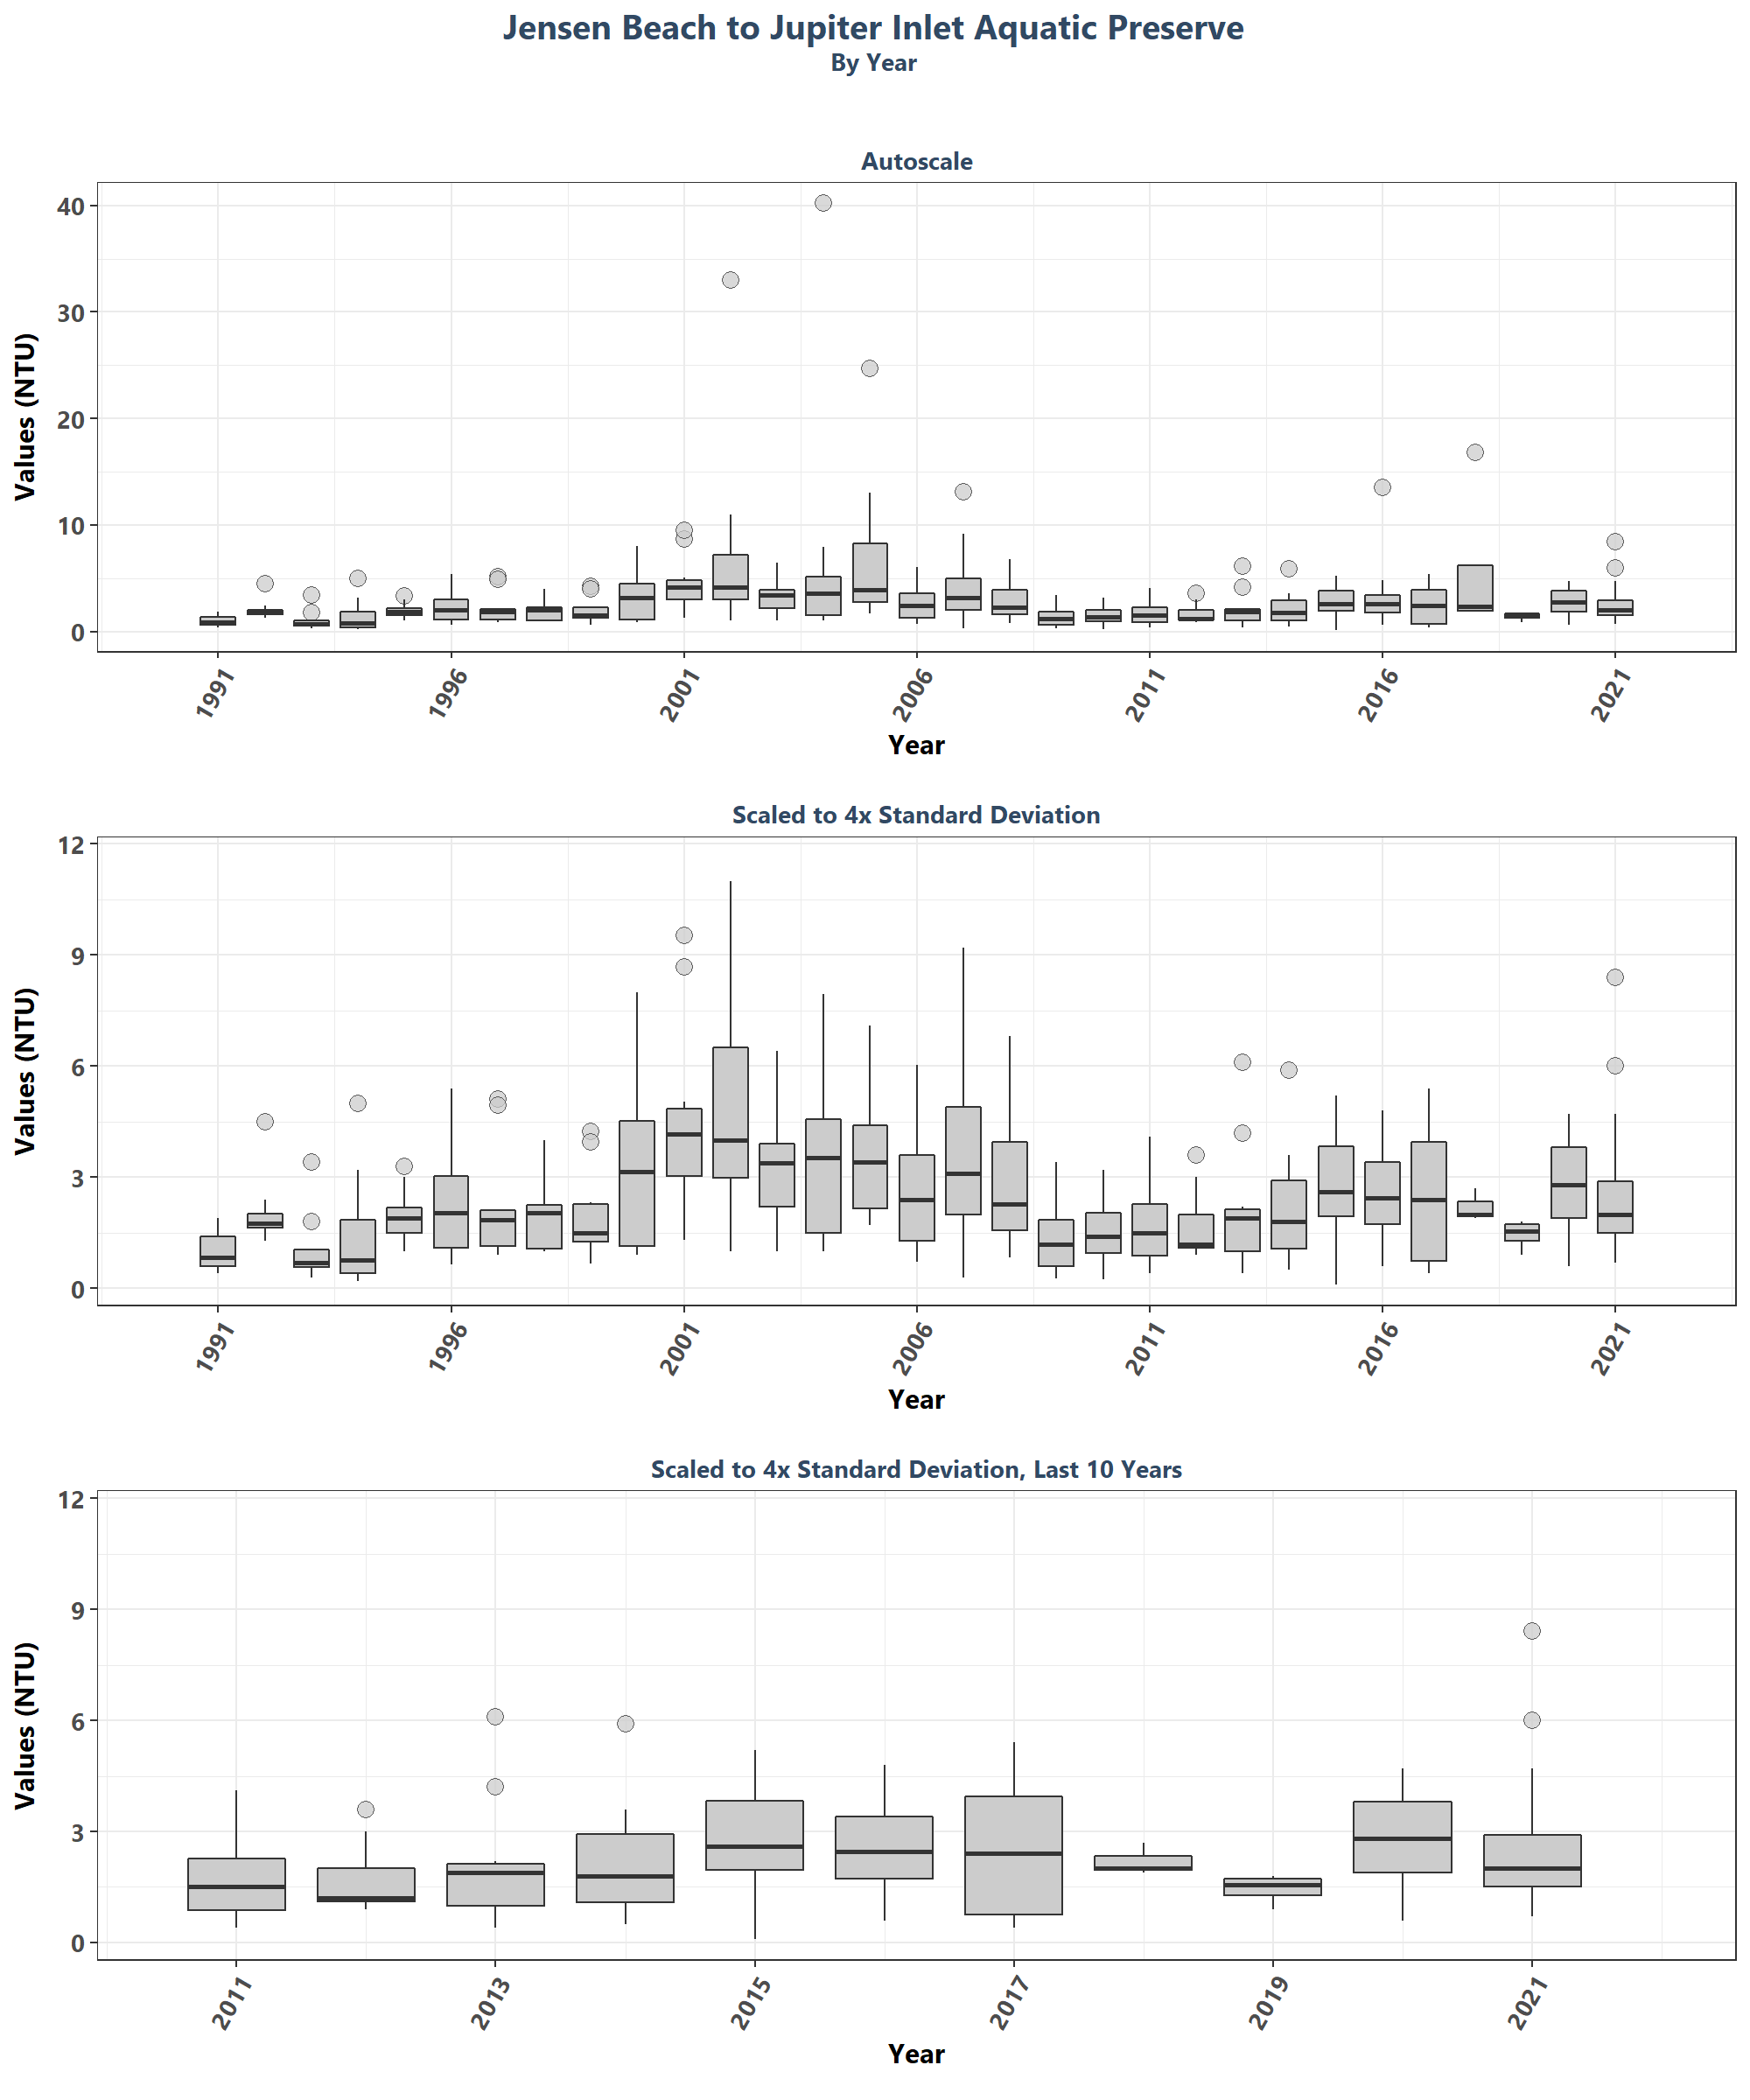 Jensen Beach to Jupiter Inlet Aquatic Preserve
By Year
Autoscale
40
30
20
10
0
Values (NTU)
1991 1996 2001 2006 2011 2016 2021
Year
Scaled to 4x Standard Deviation
12
9
6
3
0
Values (NTU)
1991 1996 2001 2006 2011 2016 2021
Year
Scaled to 4x Standard Deviation, Last 10 Years
12
9
6
3
0
Values (NTU)
2011 2013 2015 2017 2019 2021
Year